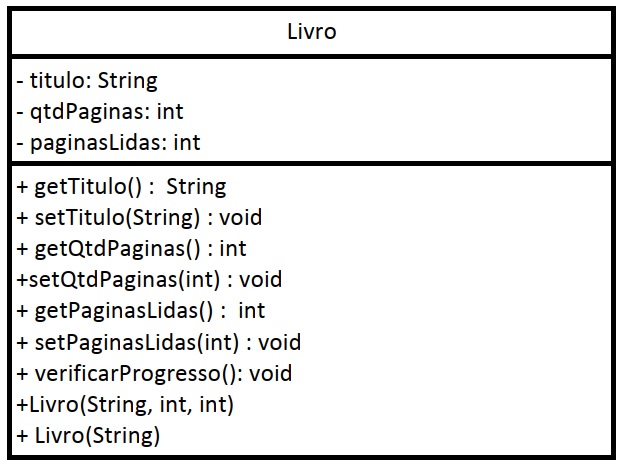 Livro
- titulo: String
- qtdPaginas: int
- paginasLidas: int
+ getTitulo() :  String
+ setTitulo(String) : void
+ getQtdPaginas() : int
+setQtdPaginas(int) : void
+ getPaginasLidas() :  int
+ setPaginasLidas(int) : void
+ verificarProgresso(): void
+Livro(String, int, int)
+ Livro(String)